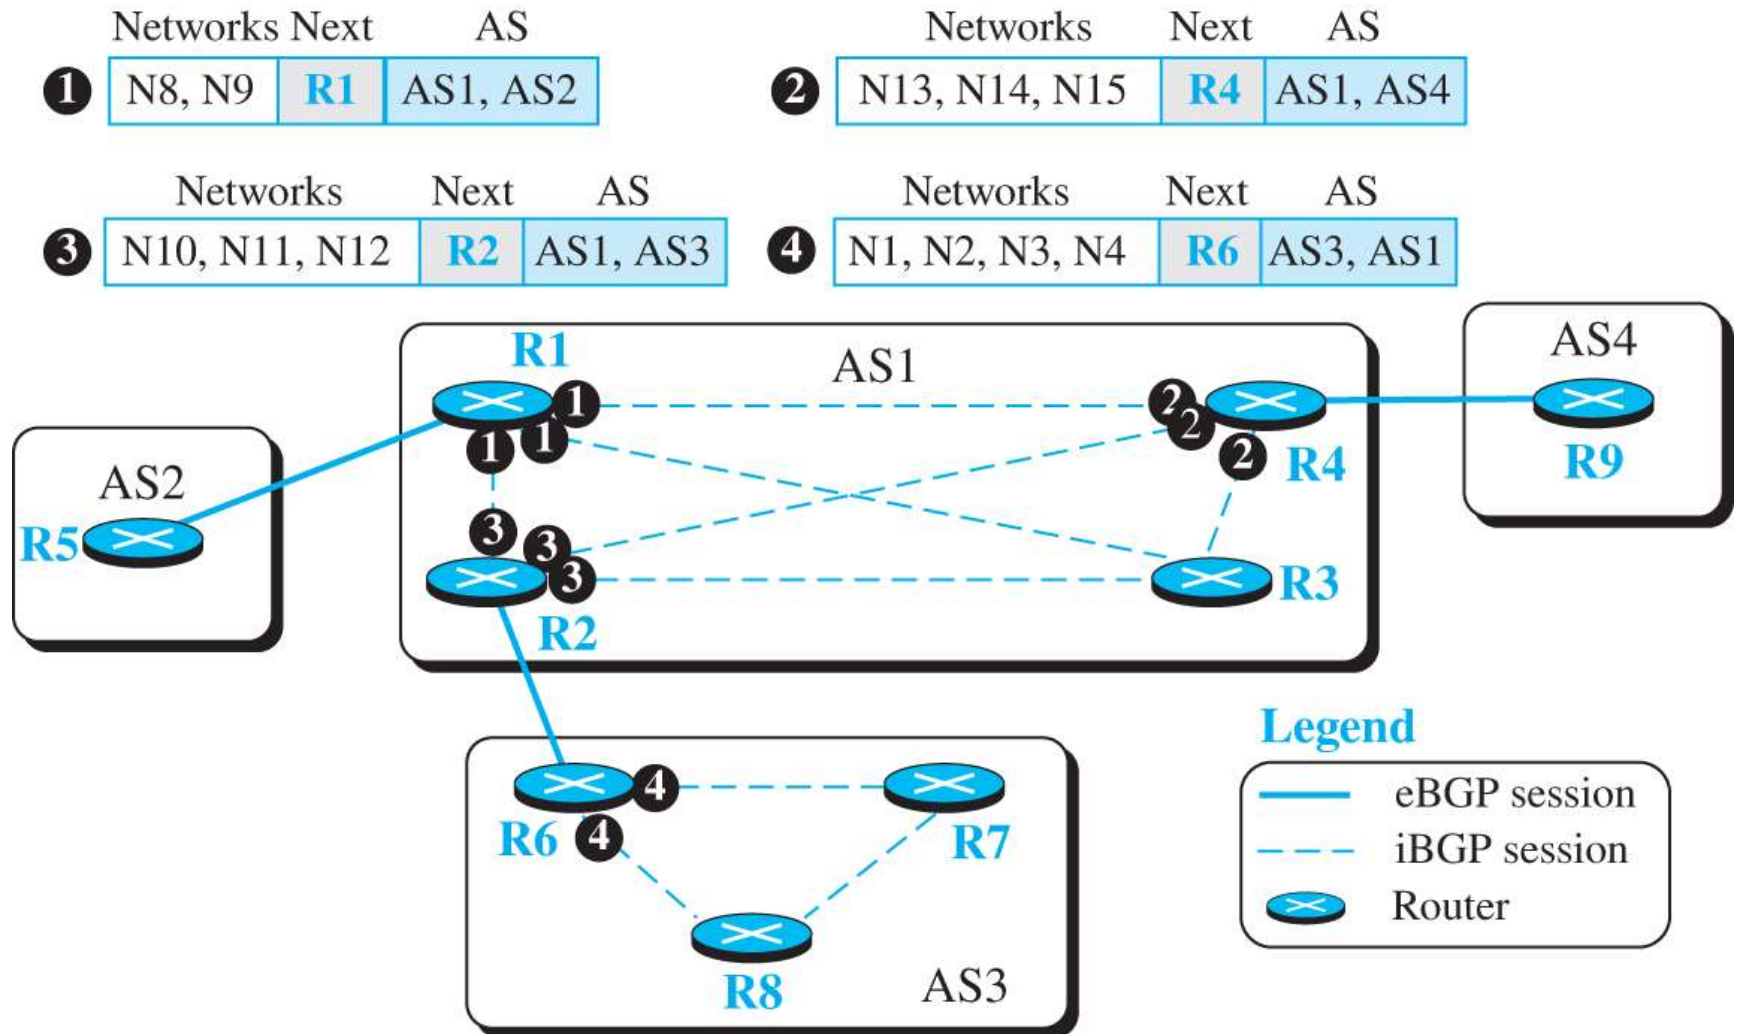 Networks Next AS
1 N8, N9 R1 AS1, AS2
Networks Next AS
2 N13, N14, N15 R4 AS1, AS4
Networks Next AS
3 N10, N11, N12 R2 AS1, AS3
Networks Next AS
4 N1, N2, N3, N4 R6 AS3, AS1
R1
AS1
AS4
1
2
1
1
2
2
R4
R9
AS2
R5
3
3
3
R3
R2
Legend
eBGP session
iBGP session
Router
4
R6
4
R7
R8
AS3